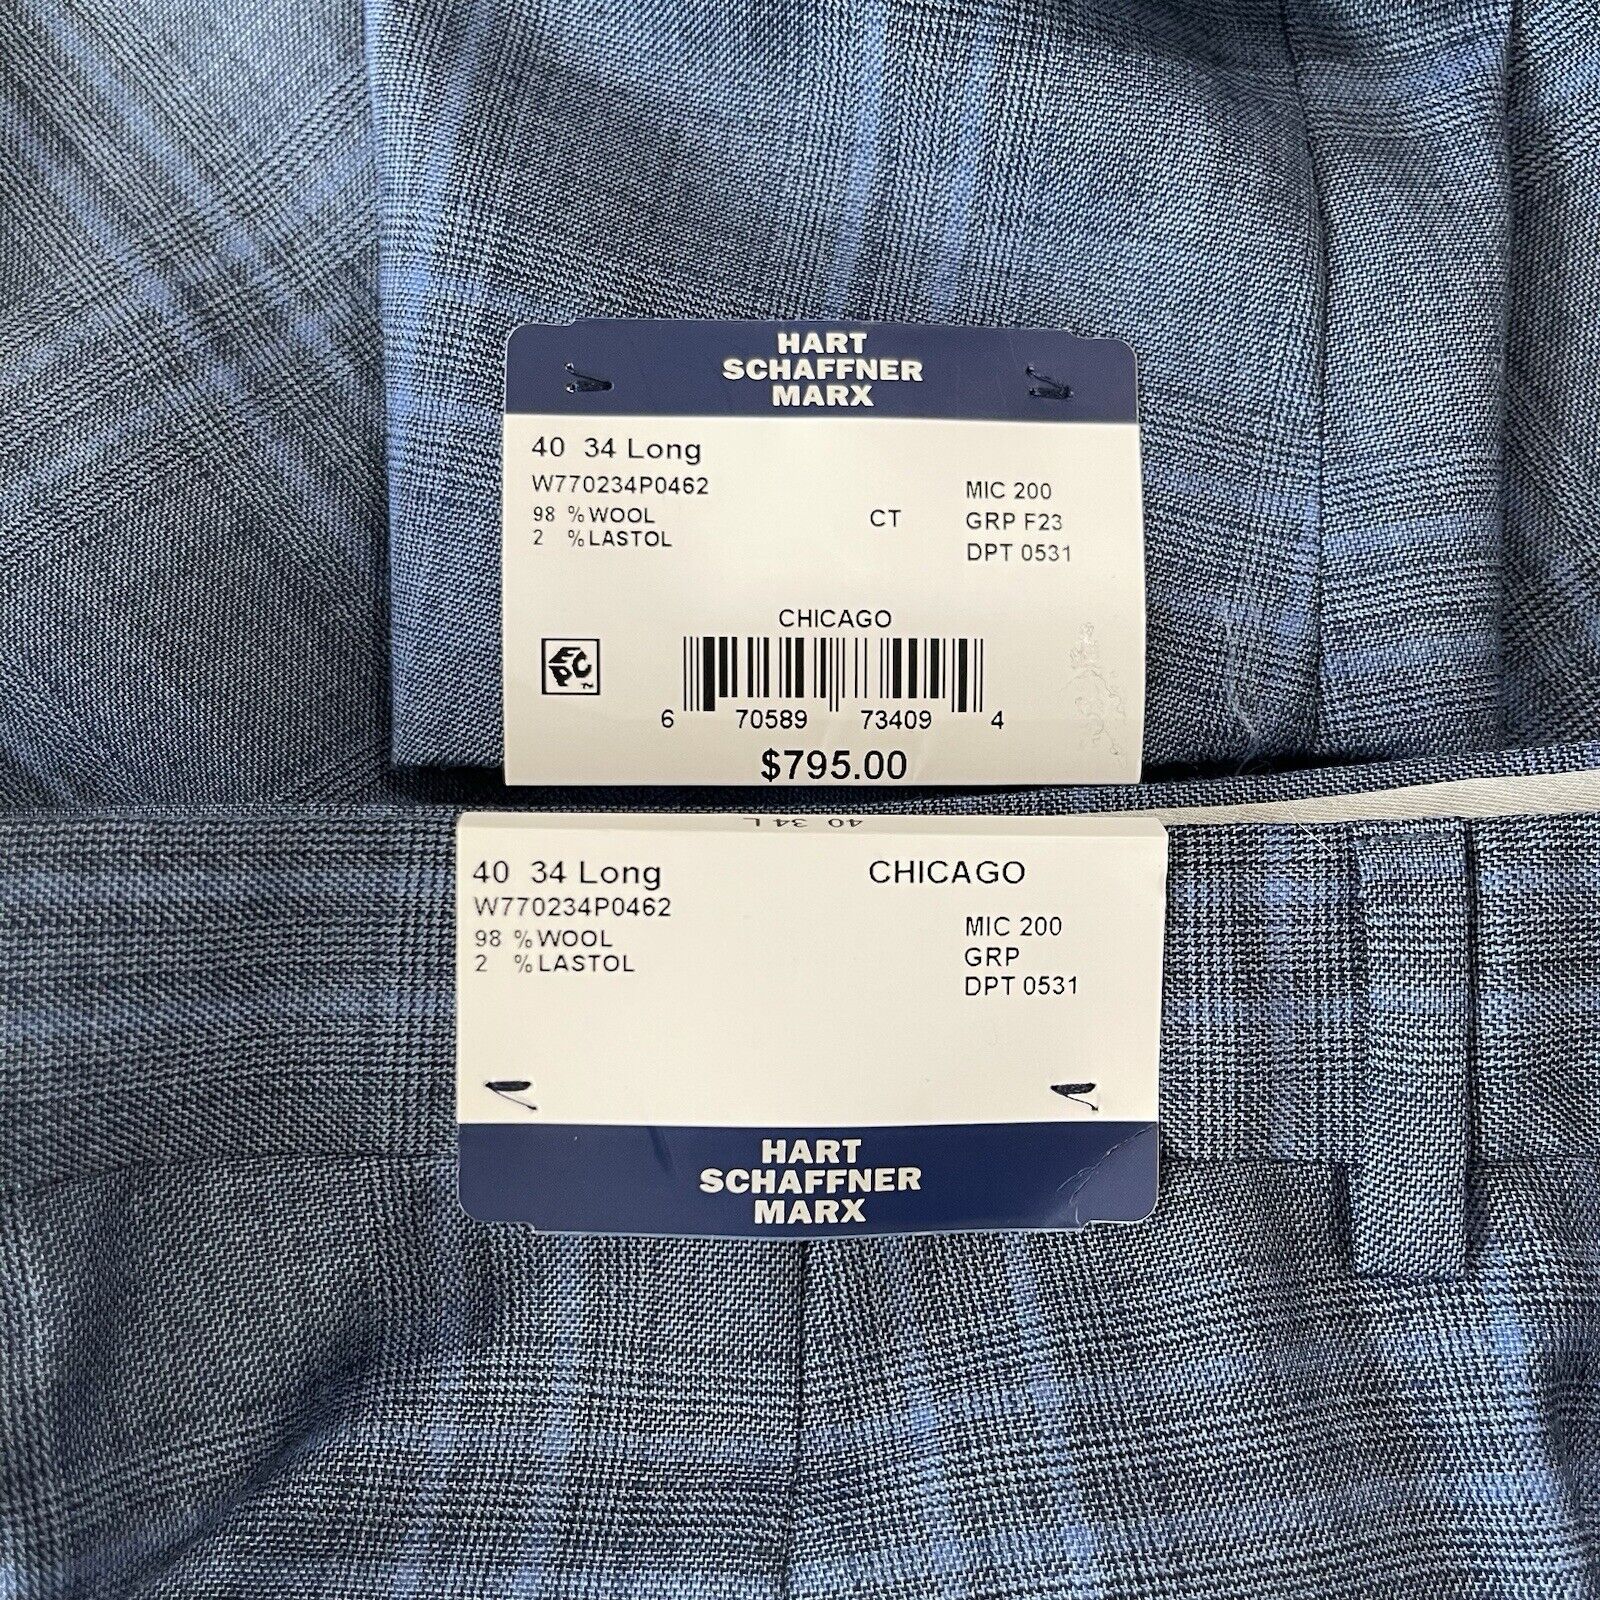 HART
SCHAFFNER
MARX
40 34 Long
W770234P0462
98 % WOOL
2 % LASTOL
CT
MIC 200
GRP F23
DPT 0531
CHICAGO
EPC™
6 70589 73409 4
$795.00
40 34 L
40 34 Long
CHICAGO
W770234P0462
98 % WOOL
2 % LASTOL
MIC 200
GRP
DPT 0531
HART
SCHAFFNER
MARX